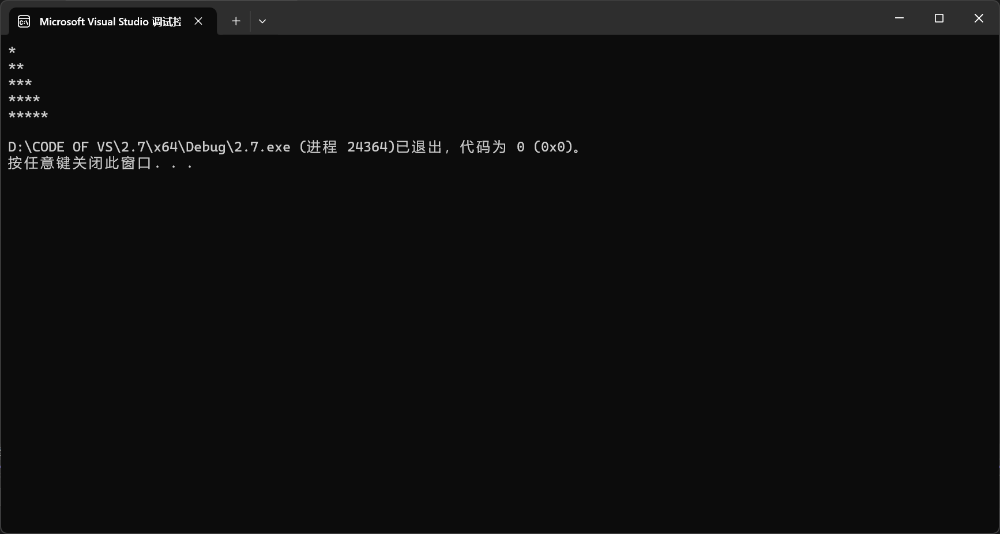 Microsoft Visual Studio 调试控
*
**
***
****
*****
D:\CODE OF VS\2.7\x64\Debug\2.7.exe (进程 24364)已退出，代码为 0 (0x0)。
按任意键关闭此窗口. . .